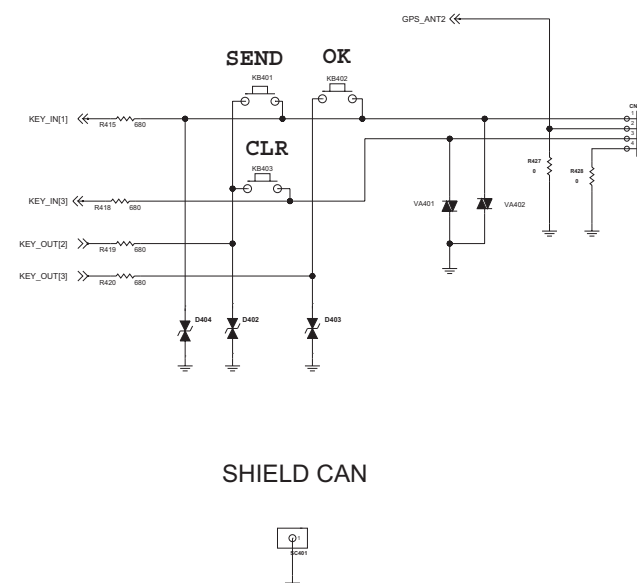 GPS_ANT2
SEND OK
KB401 KB402
CN
KEY_IN[1]
1
R415 680
2
3
CLR
4
KB403
R427 R428
0 0
KEY_IN[3]
R418 680
VA401 VA402
KEY_OUT[2]
R419 680
KEY_OUT[3]
R420 680
D404 D402 D403
SHIELD CAN
1
SC401